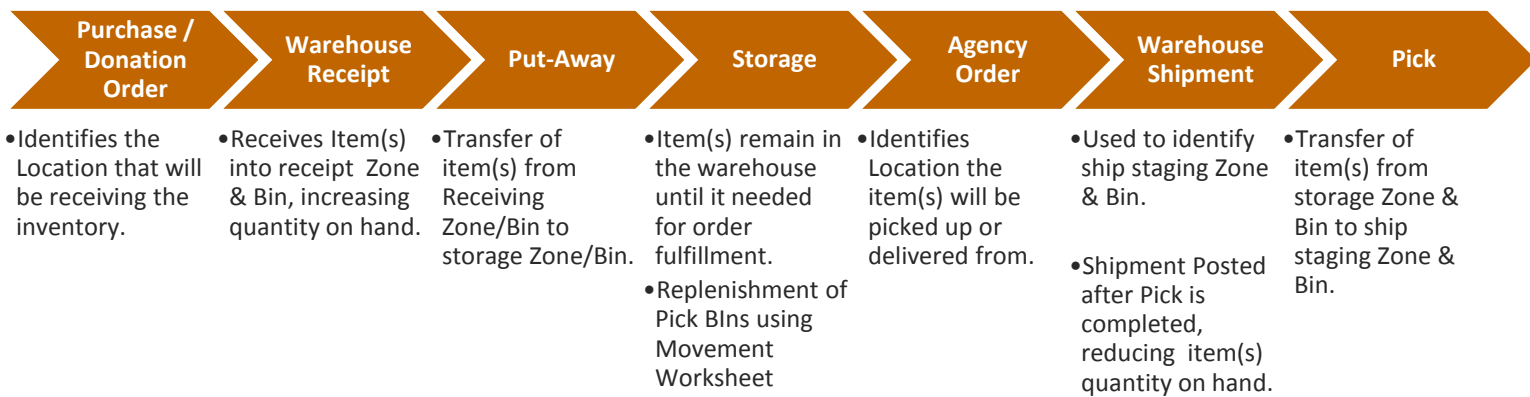 Purchase /
Donation
Order
Warehouse
Receipt
Put-Away
Storage
Agency
Order
Warehouse
Shipment
Pick
•Identifies the
Location that will
be receiving the
inventory.
•Receives Item(s)
into receipt Zone
& Bin, increasing
quantity on hand.
•Transfer of
item(s) from
Receiving
Zone/Bin to
storage Zone/Bin.
•Item(s) remain in
the warehouse
until it needed
for order
fulfillment.
•Replenishment of
Pick BIns using
Movement
Worksheet
•Identifies
Location the
item(s) will be
picked up or
delivered from.
•Used to identify
ship staging Zone
& Bin.
•Shipment Posted
after Pick is
completed,
reducing item(s)
quantity on hand.
•Transfer of
item(s) from
storage Zone &
Bin to ship
staging Zone &
Bin.